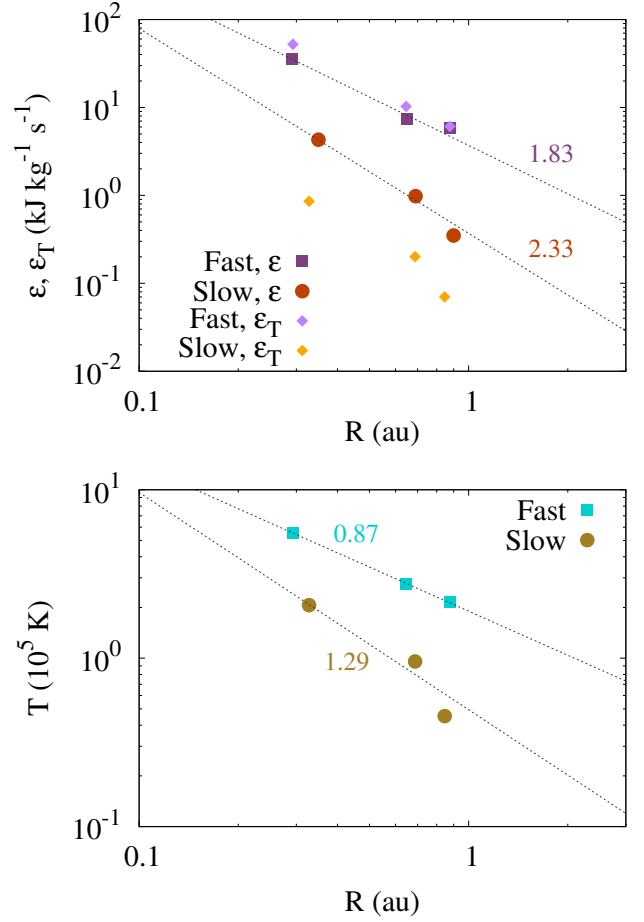 10²
10¹
10⁰
10⁻¹
10⁻²
ε, ε_T (kJ kg⁻¹ s⁻¹)
1.83
2.33
Fast, ε
Slow, ε
Fast, ε_T
Slow, ε_T
0.1
1
R (au)
10¹
10⁰
10⁻¹
T (10⁵ K)
Fast
Slow
0.87
1.29
0.1
1
R (au)